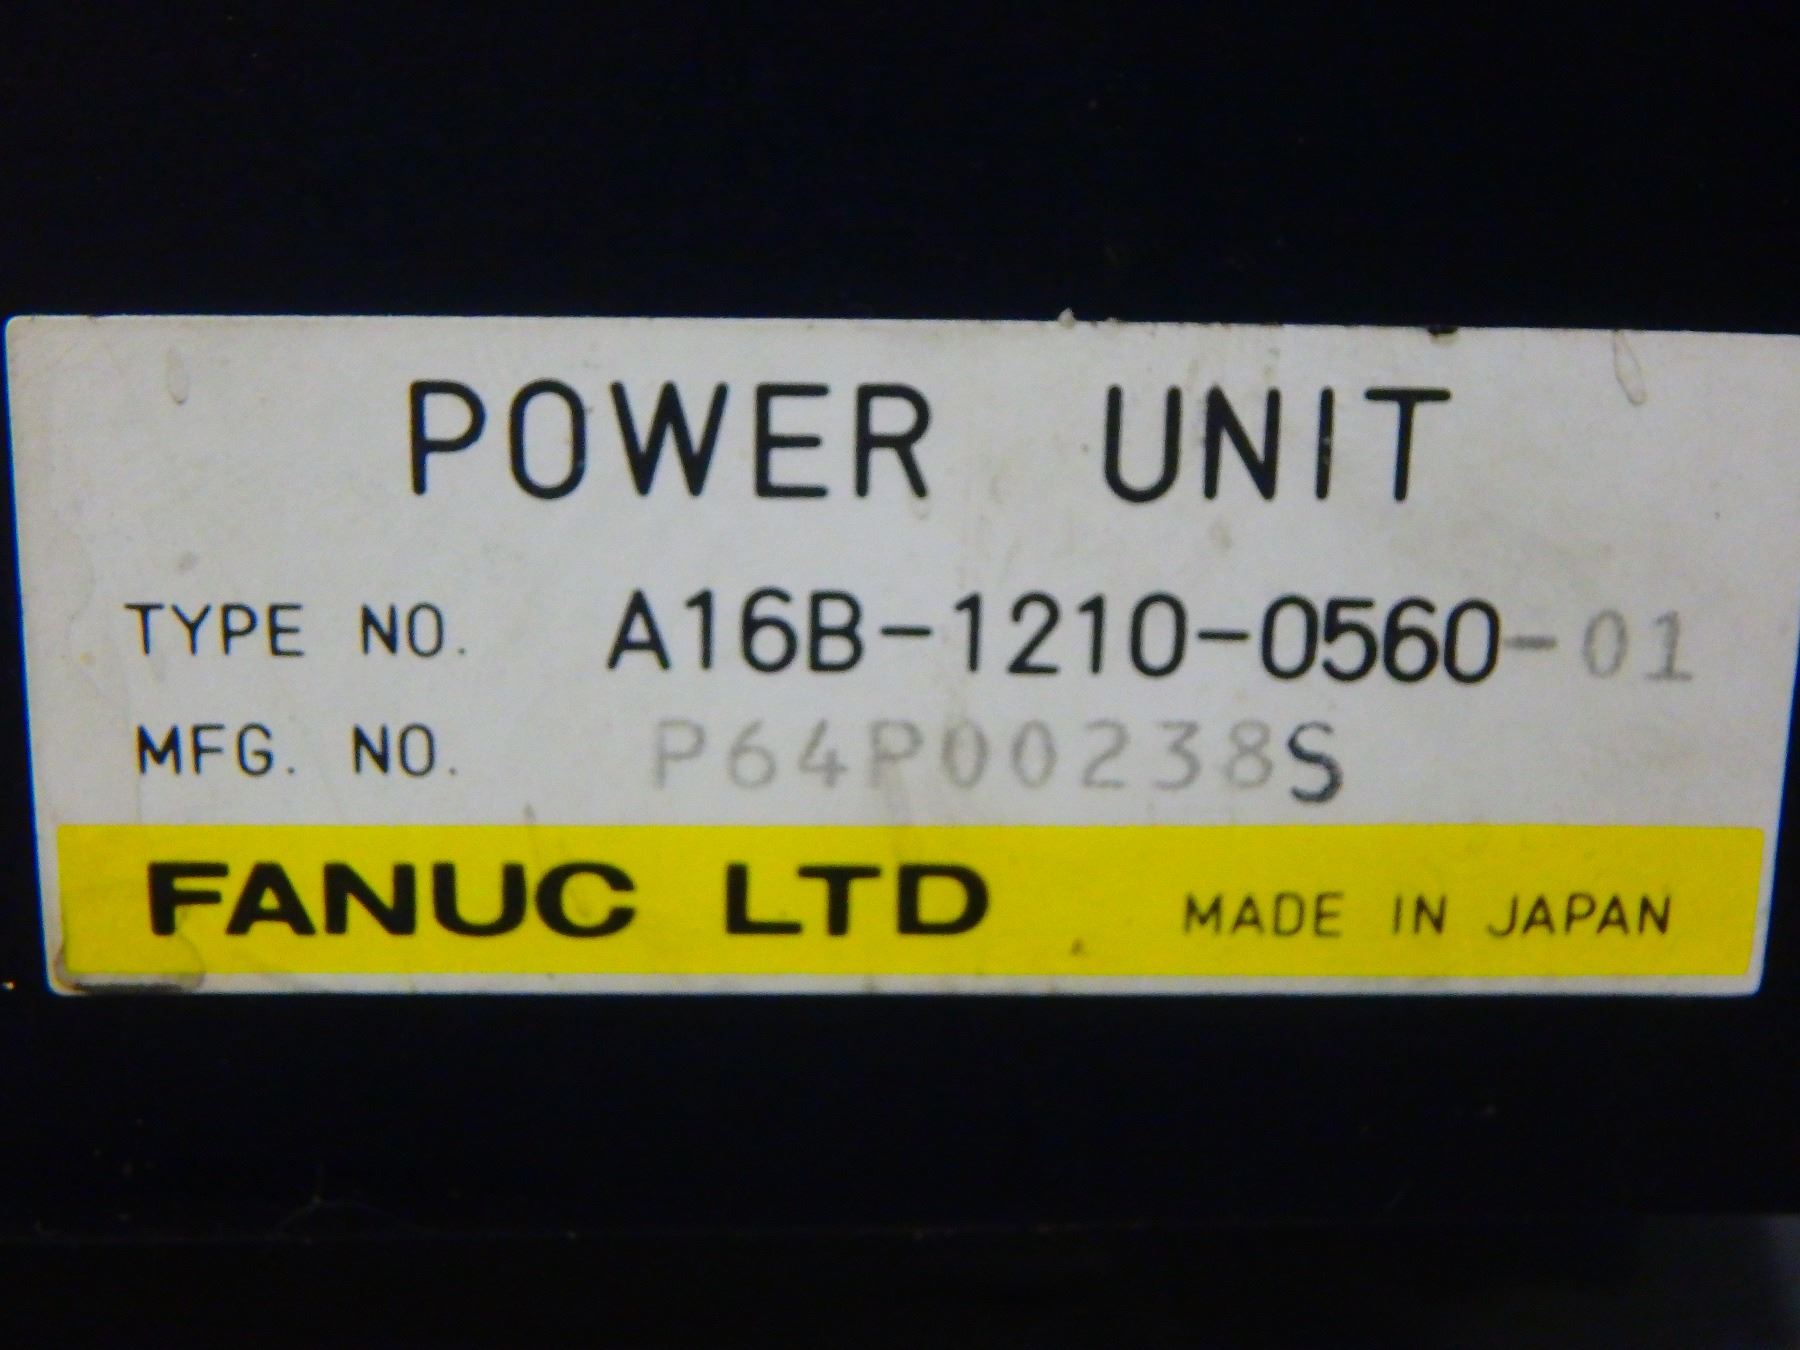 POWER UNIT
TYPE NO. A16B-1210-0560-01
MFG. NO. P64P00238S
FANUC LTD MADE IN JAPAN